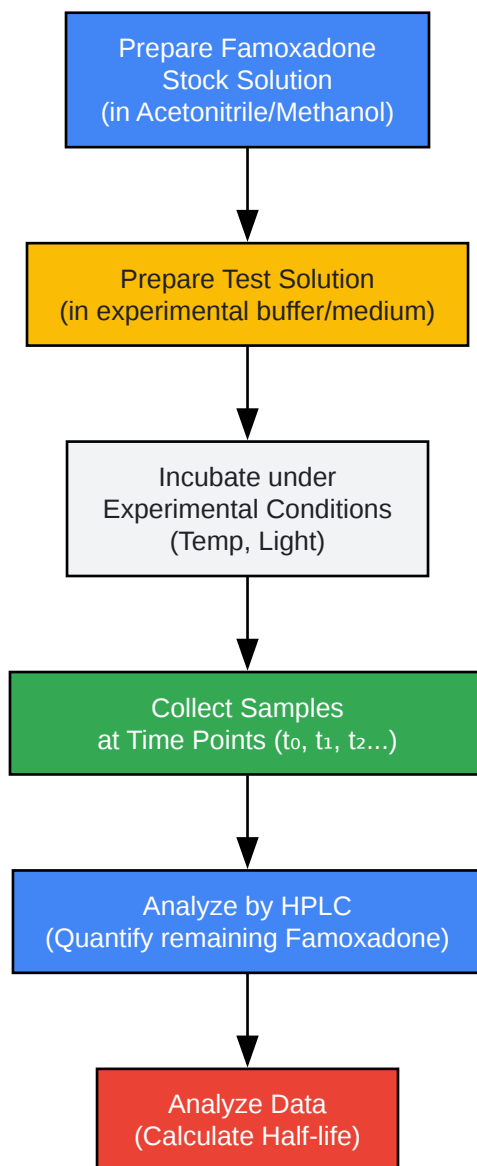 Prepare Famoxadone
Stock Solution
(in Acetonitrile/Methanol)
Prepare Test Solution
(in experimental buffer/medium)
Incubate under
Experimental Conditions
(Temp, Light)
Collect Samples
at Time Points (t₀, t₁, t₂...)
Analyze by HPLC
(Quantify remaining Famoxadone)
Analyze Data
(Calculate Half-life)